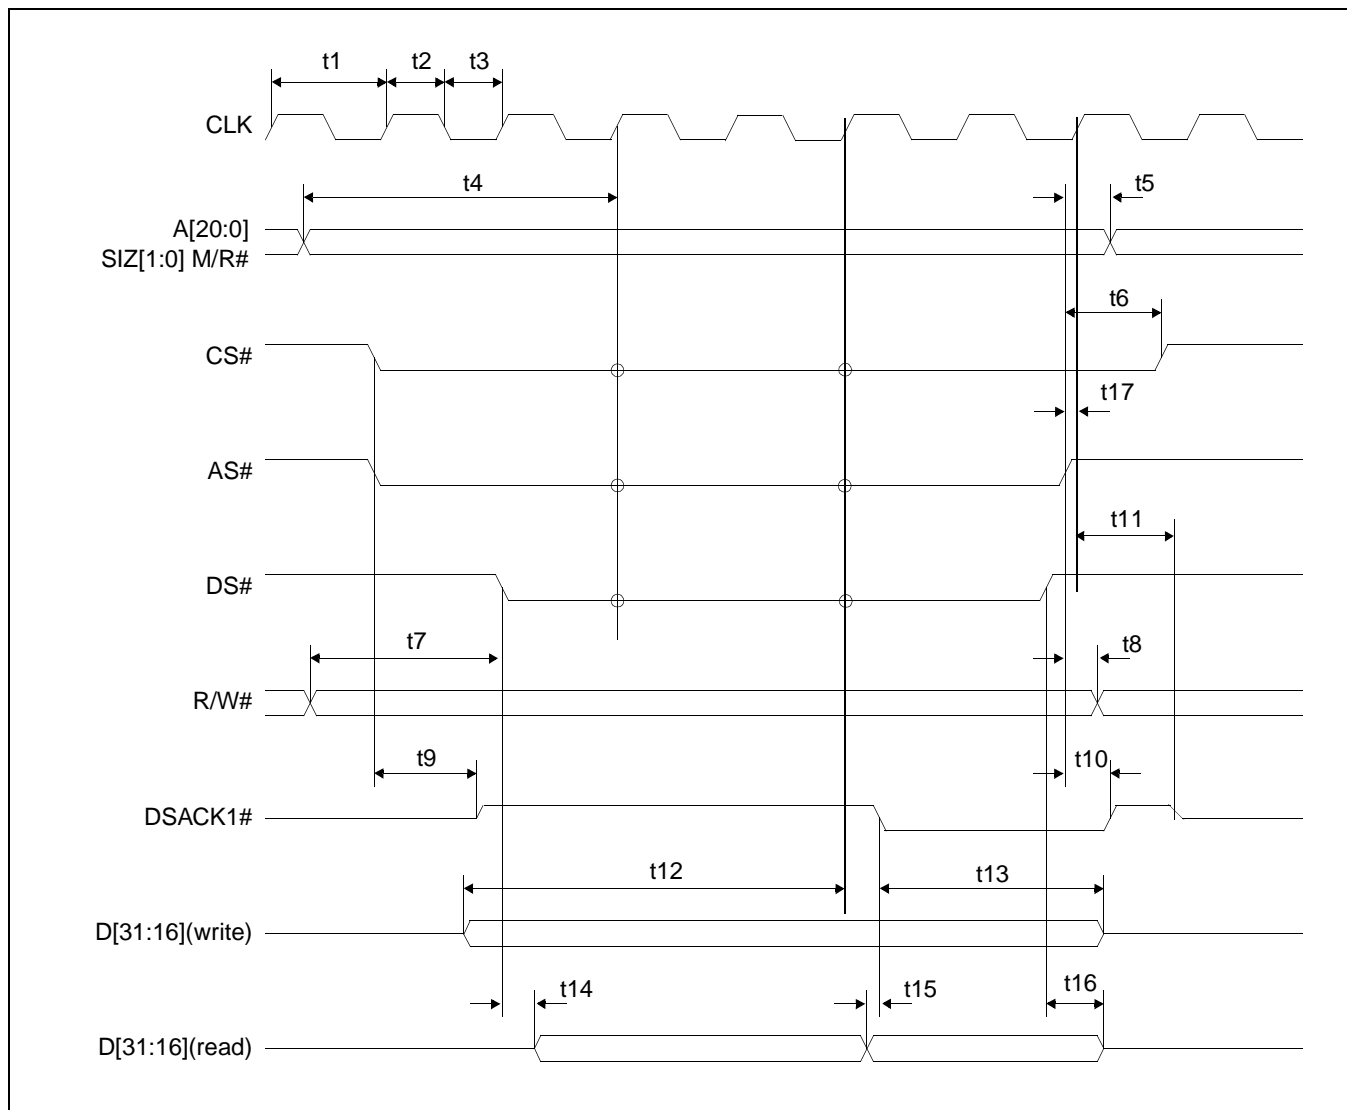 t1 t2 t3
CLK
t4 t5
A[20:0]
SIZ[1:0] M/R#
t6
CS#
t17
AS#
t11
DS#
t7 t8
R/W#
t9 t10
DSACK1#
t12 t13
D[31:16](write)
t14 t15 t16
D[31:16](read)